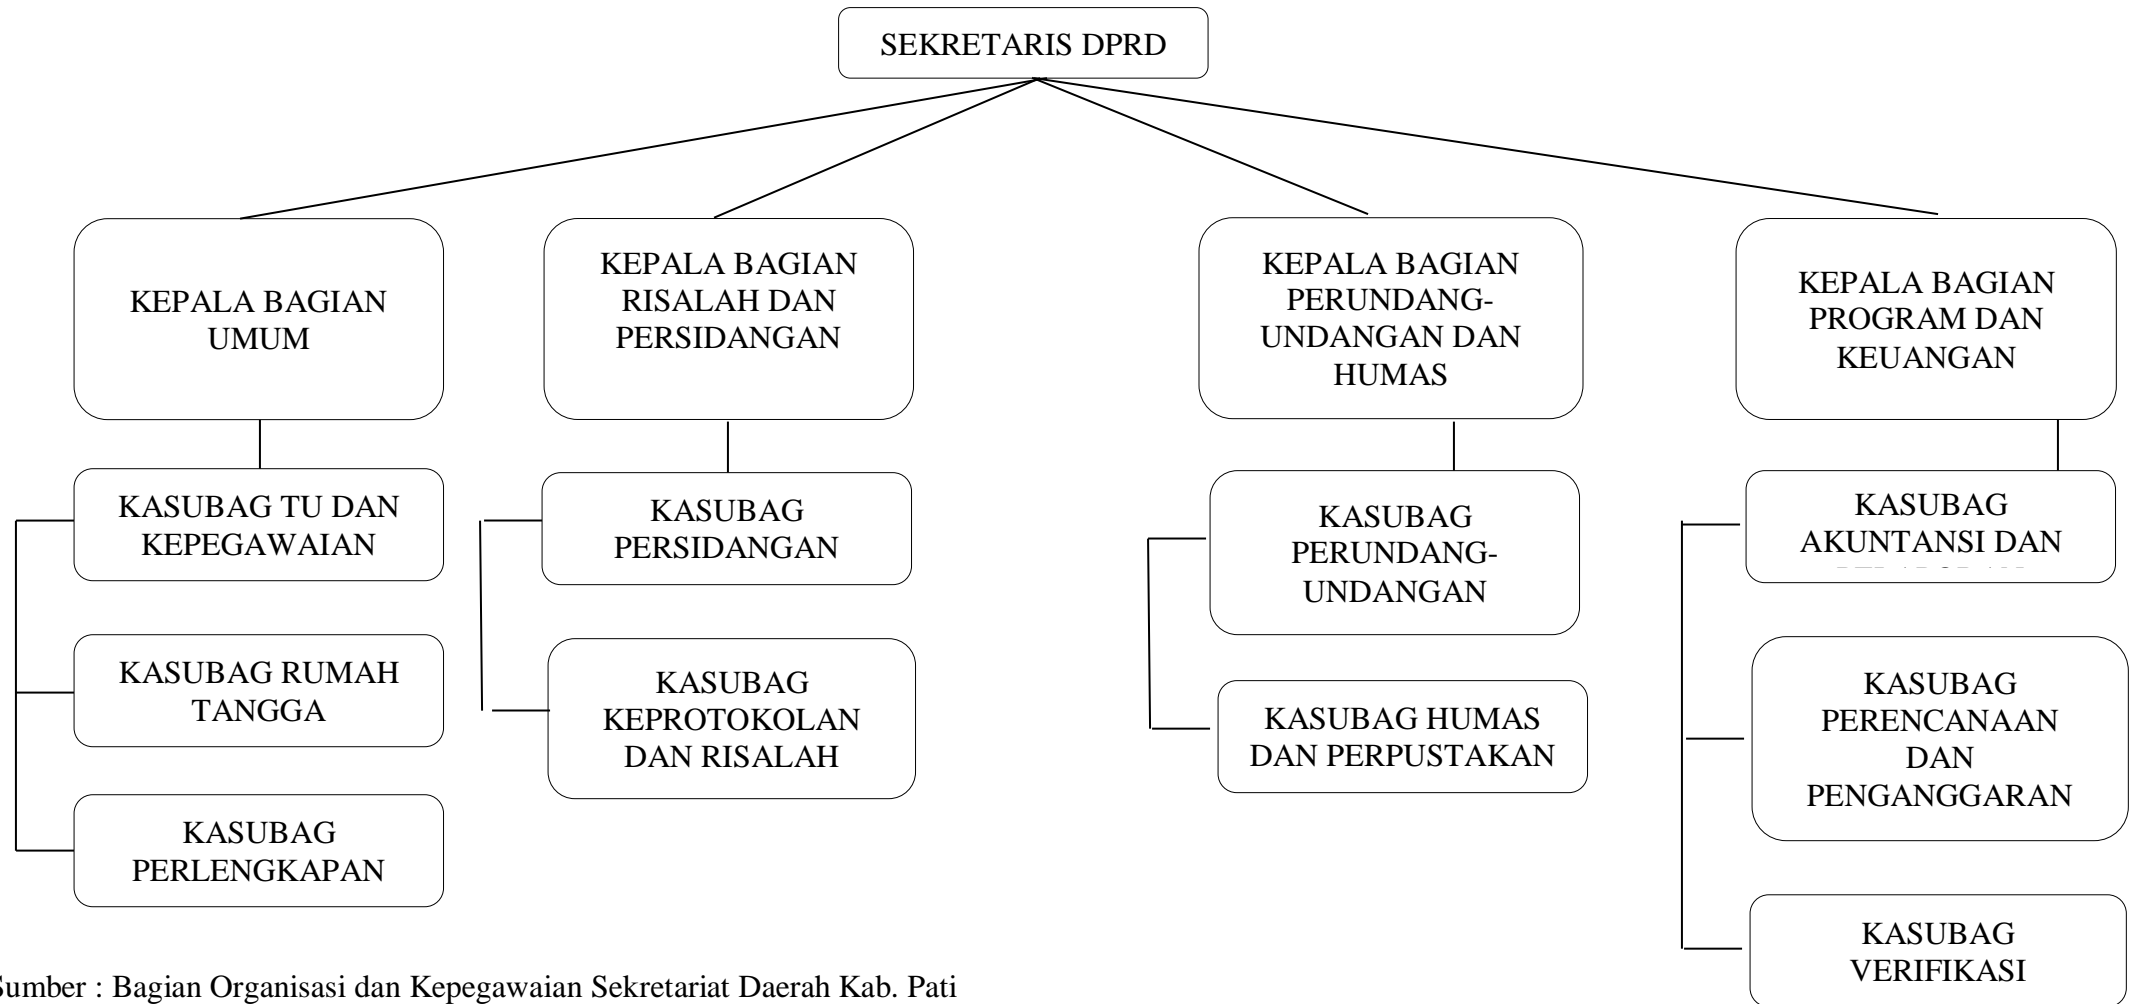 SEKRETARIS DPRD
KEPALA BAGIAN
UMUM
KEPALA BAGIAN
RISALAH DAN
PERSIDANGAN
KEPALA BAGIAN
PERUNDANG-
UNDANGAN DAN
HUMAS
KEPALA BAGIAN
PROGRAM DAN
KEUANGAN
KASUBAG TU DAN
KEPEGAWAIAN
KASUBAG
PERSIDANGAN
KASUBAG
PERUNDANG-
UNDANGAN
KASUBAG
AKUNTANSI DAN
KASUBAG RUMAH
TANGGA
KASUBAG
KEPROTOKOLAN
DAN RISALAH
KASUBAG HUMAS
DAN PERPUSTAKAN
KASUBAG
PERENCANAAN
DAN
PENGANGGARAN
KASUBAG
PERLENGKAPAN
KASUBAG
VERIFIKASI
Sumber : Bagian Organisasi dan Kepegawaian Sekretariat Daerah Kab. Pati